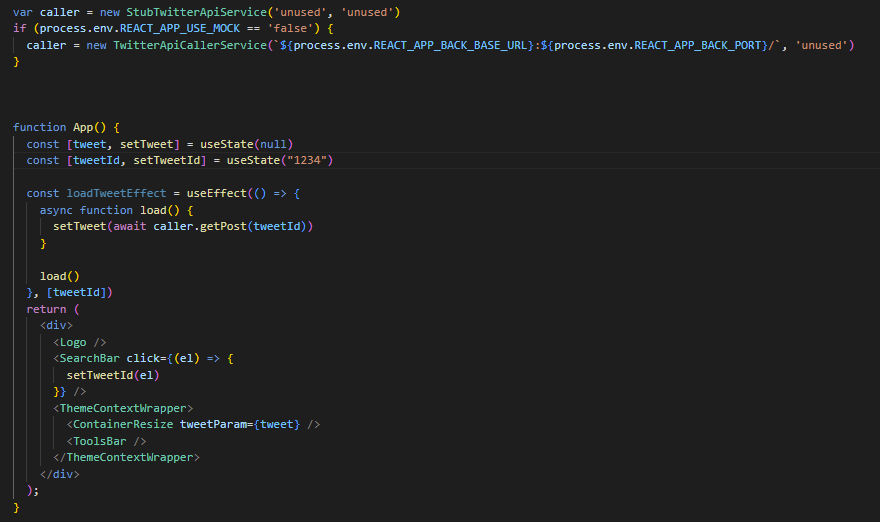 var caller = new StubTwitterApiService('unused', 'unused')
if (process.env.REACT_APP_USE_MOCK == 'false') {
  caller = new TwitterApiCallerService(`${process.env.REACT_APP_BACK_BASE_URL}:${process.env.REACT_APP_BACK_PORT}/`, 'unused')
}
function App() {
  const [tweet, setTweet] = useState(null)
  const [tweetId, setTweetId] = useState("1234")
  const loadTweetEffect = useEffect(() => {
    async function load() {
      setTweet(await caller.getPost(tweetId))
    }
    load()
  }, [tweetId])
  return (
    <div>
      <Logo />
      <SearchBar click={(el) => {
        setTweetId(el)
      }} />
      <ThemeContextWrapper>
        <ContainerResize tweetParam={tweet} />
        <ToolsBar />
      </ThemeContextWrapper>
    </div>
  );
}